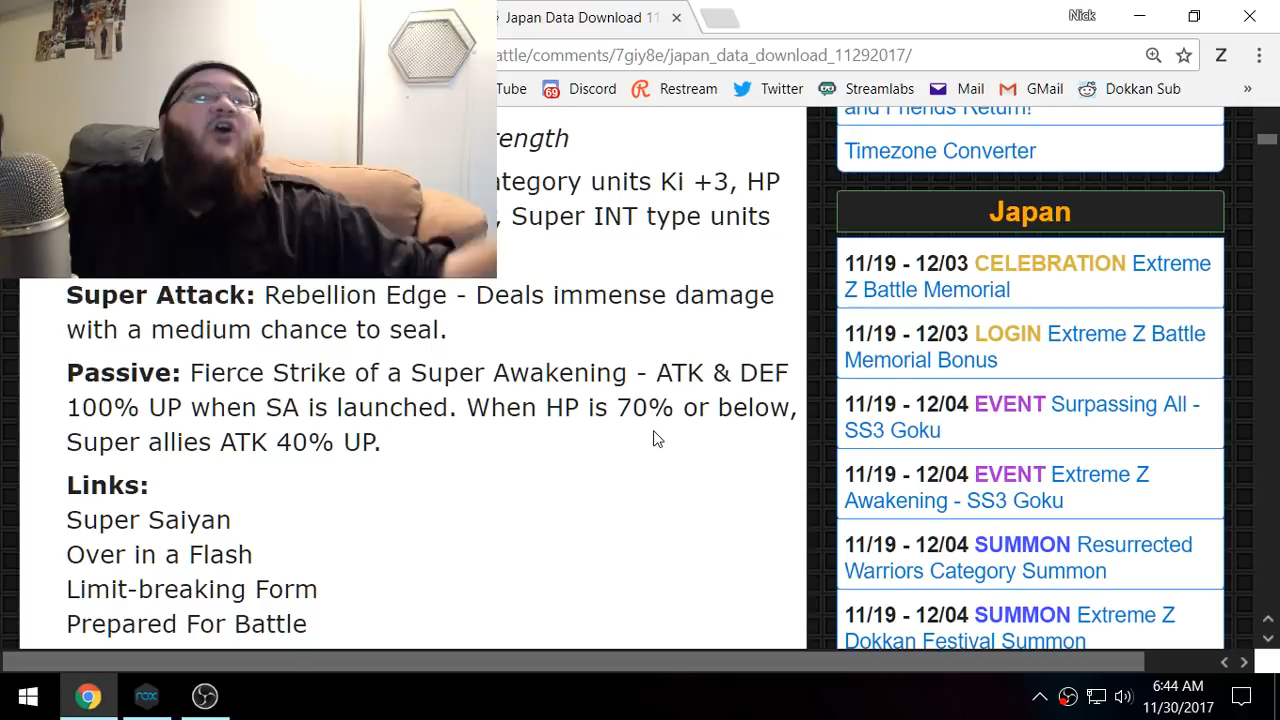 Japan Data Download 11
Nick
attle/comments/7giy8e/japan_data_download_11292017/
Z
Tube
69
Discord
Restream
Twitter
Streamlabs
Mail
GMail
Dokkan Sub
»
ength
ategory units Ki +3, HP
, Super INT type units
Super Attack: Rebellion Edge - Deals immense damage
with a medium chance to seal.
Passive: Fierce Strike of a Super Awakening - ATK & DEF
100% UP when SA is launched. When HP is 70% or below,
Super allies ATK 40% UP.
Links:
Super Saiyan
Over in a Flash
Limit-breaking Form
Prepared For Battle
and Friends Return!
Timezone Converter
Japan
11/19 - 12/03 CELEBRATION Extreme
Z Battle Memorial
11/19 - 12/03 LOGIN Extreme Z Battle
Memorial Bonus
11/19 - 12/04 EVENT Surpassing All -
SS3 Goku
11/19 - 12/04 EVENT Extreme Z
Awakening - SS3 Goku
11/19 - 12/04 SUMMON Resurrected
Warriors Category Summon
11/19 - 12/04 SUMMON Extreme Z
Dokkan Festival Summon
nox
6:44 AM
11/30/2017